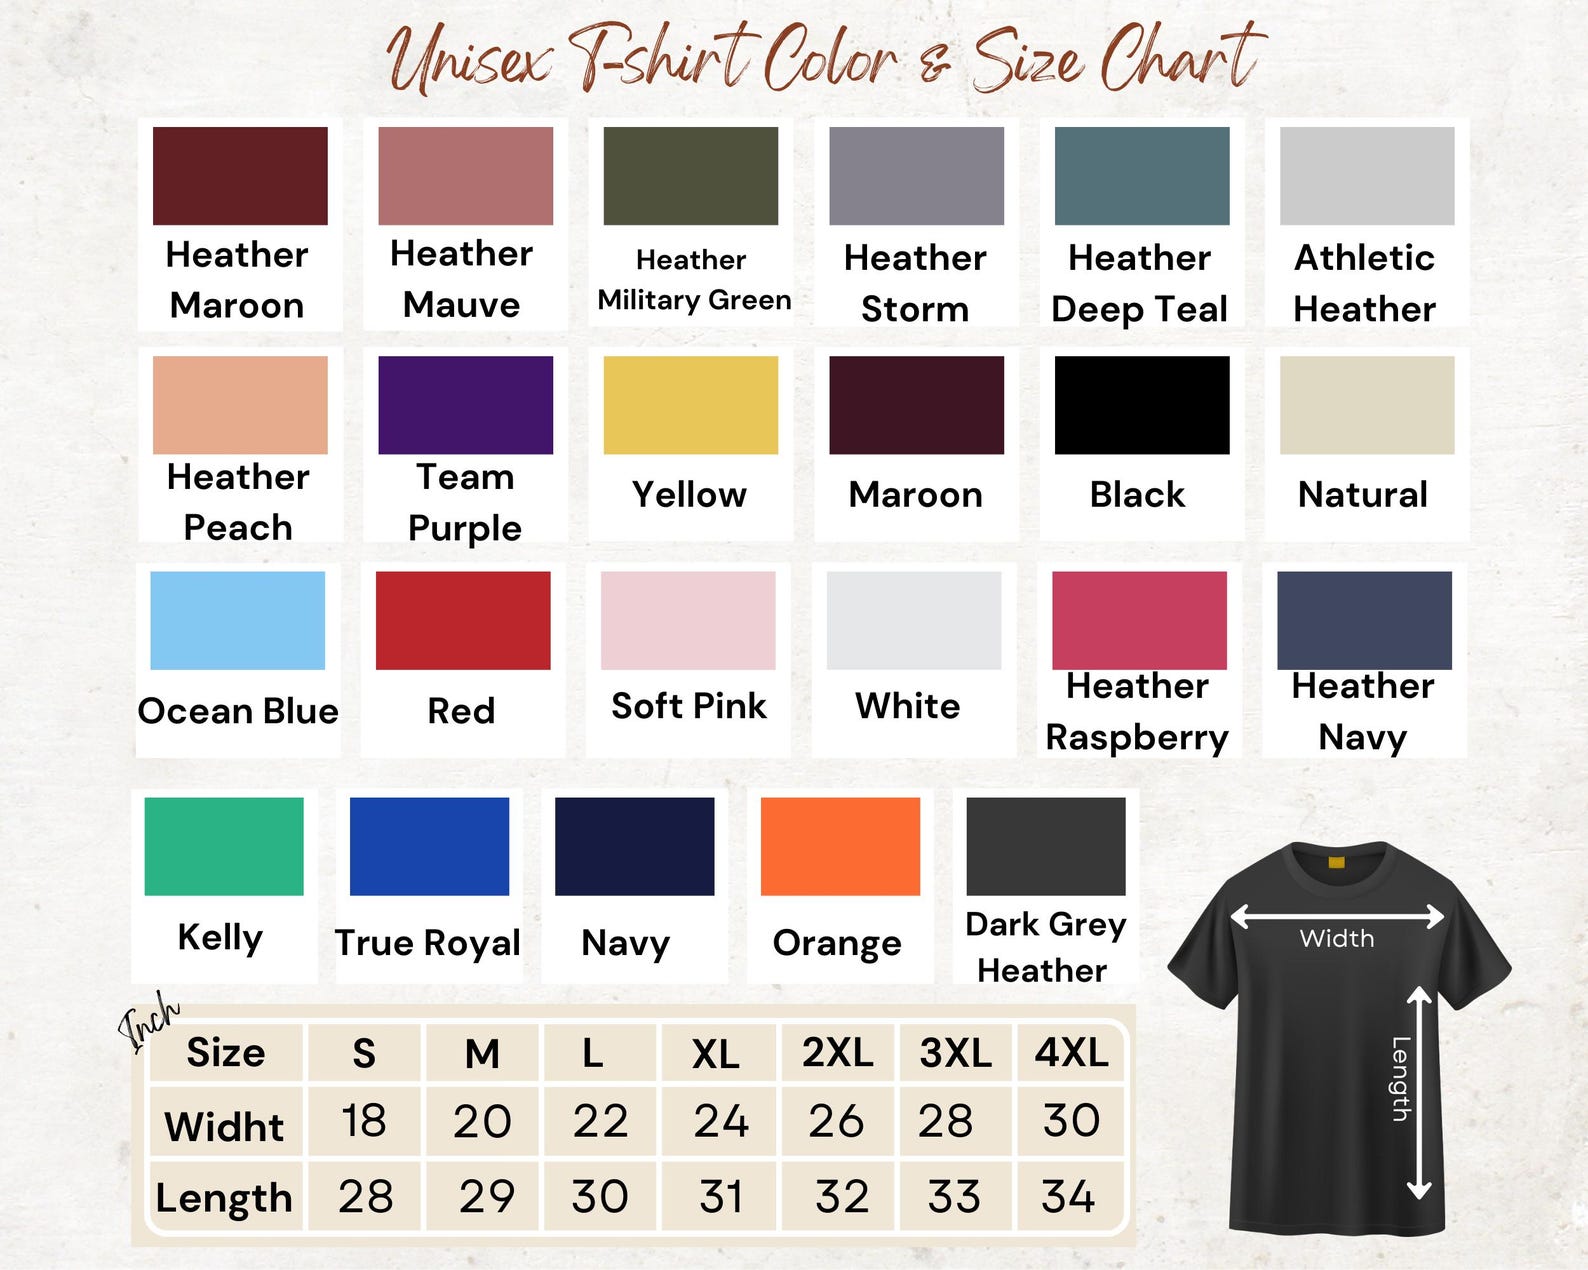 Unisex T-shirt Color & Size Chart
Heather
Maroon
Heather
Mauve
Heather
Military Green
Heather
Storm
Heather
Deep Teal
Athletic
Heather
Heather
Peach
Team
Purple
Yellow
Maroon
Black
Natural
Ocean Blue
Red
Soft Pink
White
Heather
Raspberry
Heather
Navy
Kelly
True Royal
Navy
Orange
Dark Grey
Heather
Width
Length
Inch
Size S M L XL 2XL 3XL 4XL
Widht 18 20 22 24 26 28 30
Length 28 29 30 31 32 33 34